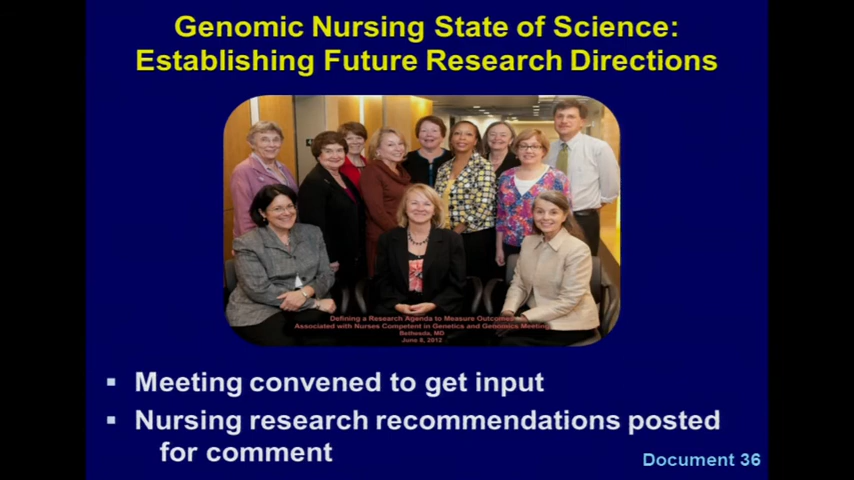 Genomic Nursing State of Science:
Establishing Future Research Directions
Defining a Research Agenda to Measure Outcomes
Associated with Nurses Competent in Genetics and Genomics Meeting
Bethesda, MD
June 6, 2012
▪ Meeting convened to get input
▪ Nursing research recommendations posted
for comment
Document 36